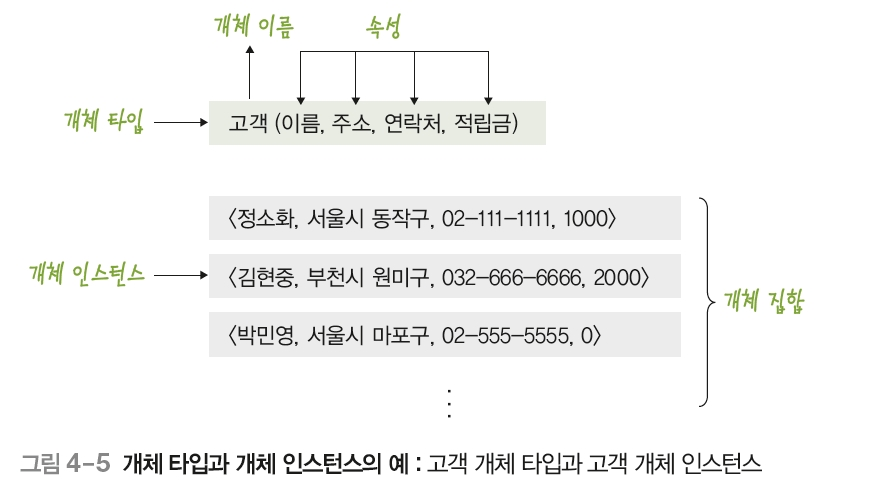 개체 이름
속성
개체 타입
고객 (이름, 주소, 연락처, 적립금)
〈정소화, 서울시 동작구, 02-111-1111, 1000〉
개체 인스턴스
〈김현중, 부천시 원미구, 032-666-6666, 2000〉
개체 집합
〈박민영, 서울시 마포구, 02-555-5555, 0〉
그림 4-5 개체 타입과 개체 인스턴스의 예 : 고객 개체 타입과 고객 개체 인스턴스